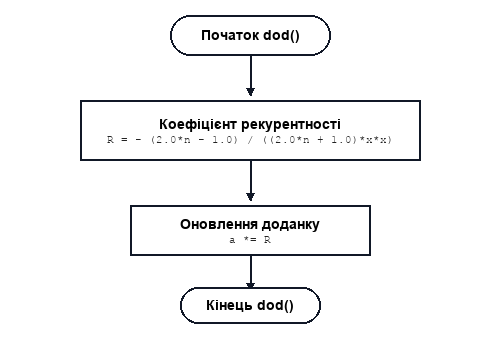 Початок dod()
Коефіцієнт рекурентності
R = - (2.0*n - 1.0) / ((2.0*n + 1.0)*x*x)
Оновлення доданку
a *= R
Кінець dod()